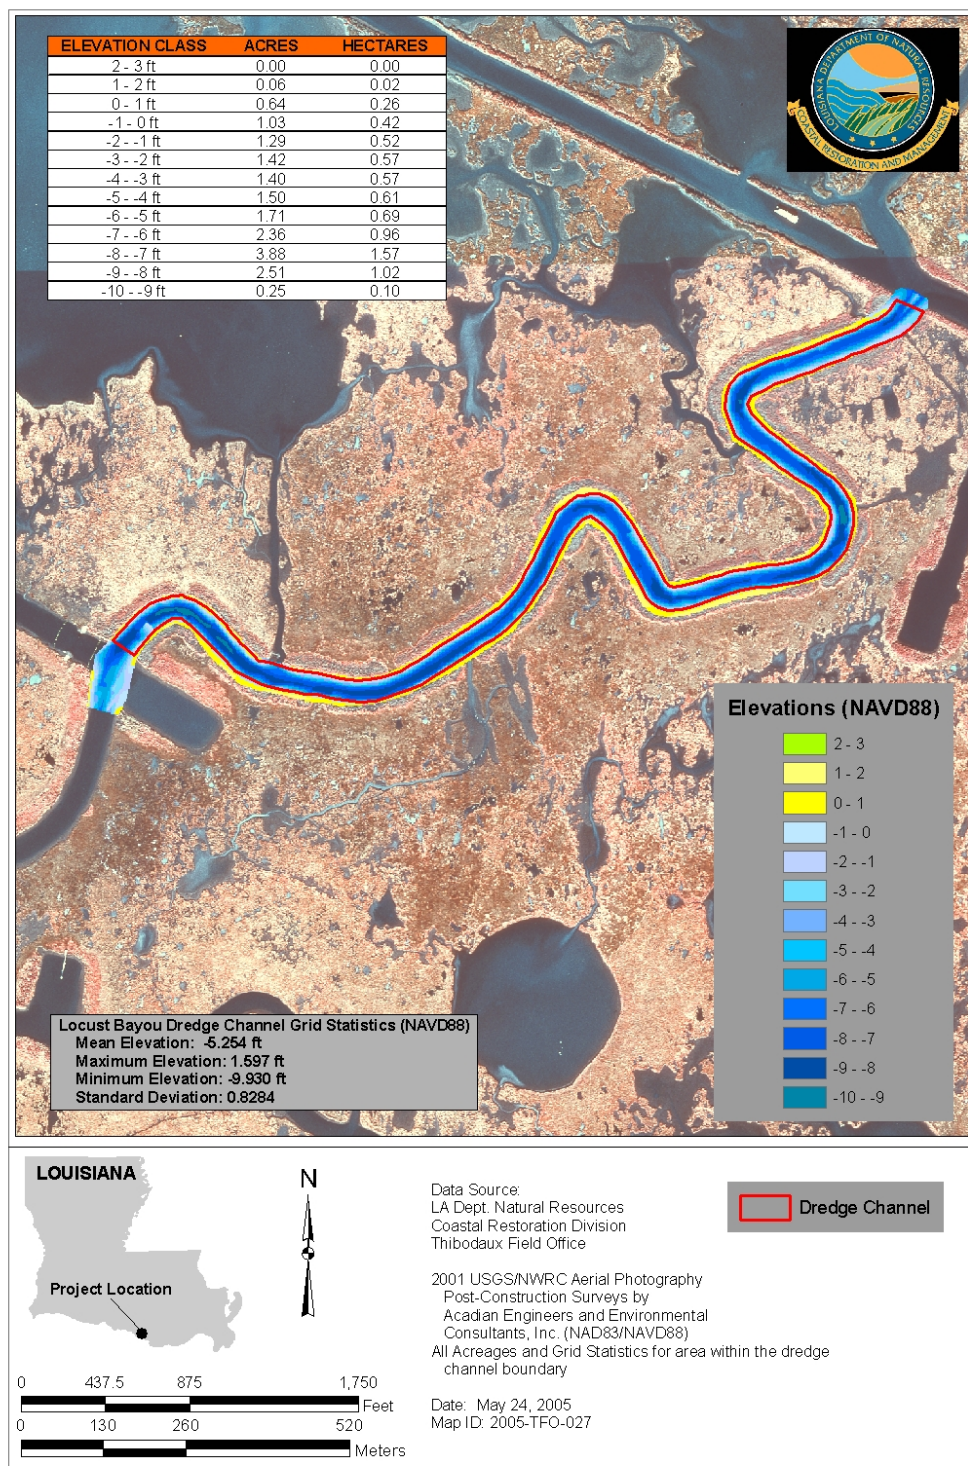 ELEVATION CLASS ACRES HECTARES
2 - 3 ft 0.00 0.00
1 - 2 ft 0.06 0.02
0 - 1 ft 0.64 0.26
-1 - 0 ft 1.03 0.42
-2 - -1 ft 1.29 0.52
-3 - -2 ft 1.42 0.57
-4 - -3 ft 1.40 0.57
-5 - -4 ft 1.50 0.61
-6 - -5 ft 1.71 0.69
-7 - -6 ft 2.36 0.96
-8 - -7 ft 3.88 1.57
-9 - -8 ft 2.51 1.02
-10 - -9 ft 0.25 0.10
LOUISIANA DEPARTMENT OF NATURAL RESOURCES
COASTAL RESTORATION AND MANAGEMENT
Elevations (NAVD88)
2 - 3
1 - 2
0 - 1
-1 - 0
-2 - -1
-3 - -2
-4 - -3
-5 - -4
-6 - -5
-7 - -6
-8 - -7
-9 - -8
-10 - -9
Locust Bayou Dredge Channel Grid Statistics (NAVD88)
Mean Elevation: -5.254 ft
Maximum Elevation: 1.597 ft
Minimum Elevation: -9.930 ft
Standard Deviation: 0.8284
LOUISIANA
Project Location
N
0 437.5 875 1,750
Feet
0 130 260 520
Meters
Data Source:
LA Dept. Natural Resources
Coastal Restoration Division
Thibodaux Field Office
2001 USGS/NWRC Aerial Photography
Post-Construction Surveys by
Acadian Engineers and Environmental
Consultants, Inc. (NAD83/NAVD88)
All Acreages and Grid Statistics for area within the dredge
channel boundary
Date: May 24, 2005
Map ID: 2005-TFO-027
Dredge Channel